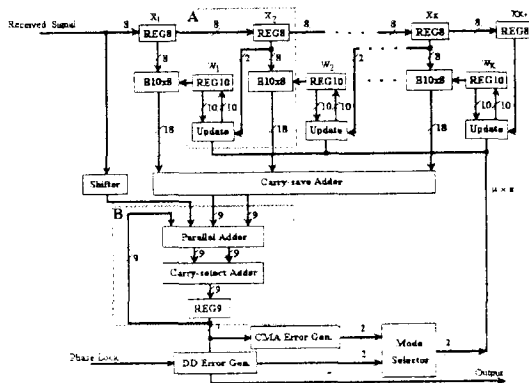 Received Signal
8
X1
REG8
8
A
X2
REG8
8
8
XK
REG8
8
REG8
8
W1
2
8
W2
2
8
WK
B10x8
REG10
B10x8
REG10
B10x8
REG10
10
10
10
10
10
10
18
Update
18
Update
18
Update
Shifter
Carry-save Adder
B
9
9
Parallel Adder
9
9
9
Carry-select Adder
9
REG9
CMA Error Gen.
2
Mode
Selector
2
Phase Lock
DD Error Gen.
2
Output